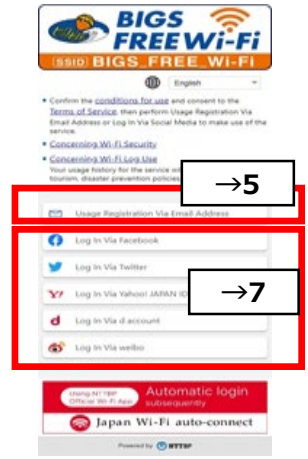 BIGS
FREE Wi-Fi
(SSID) BIGS_FREE_Wi-Fi
English
Confirm the conditions for use and consent to the
Terms of Service, then perform Usage Registration Via
Email Address or Log In Via Social Media to make use of the
service.
Concerning Wi-Fi Security
Concerning Wi-Fi Log Use
Your usage history for the service wi
tourism, disaster prevention policies
→5
Usage Registration Via Email Address
Log In Via Facebook
Log In Via Twitter
Y! Log In Via Yahoo! JAPAN ID
→7
d Log In Via d account
Log In Via weibo
Using NTTBP
Official Wi-Fi App
Automatic login
subsequently
Japan Wi-Fi auto-connect
Powered by NTTBP